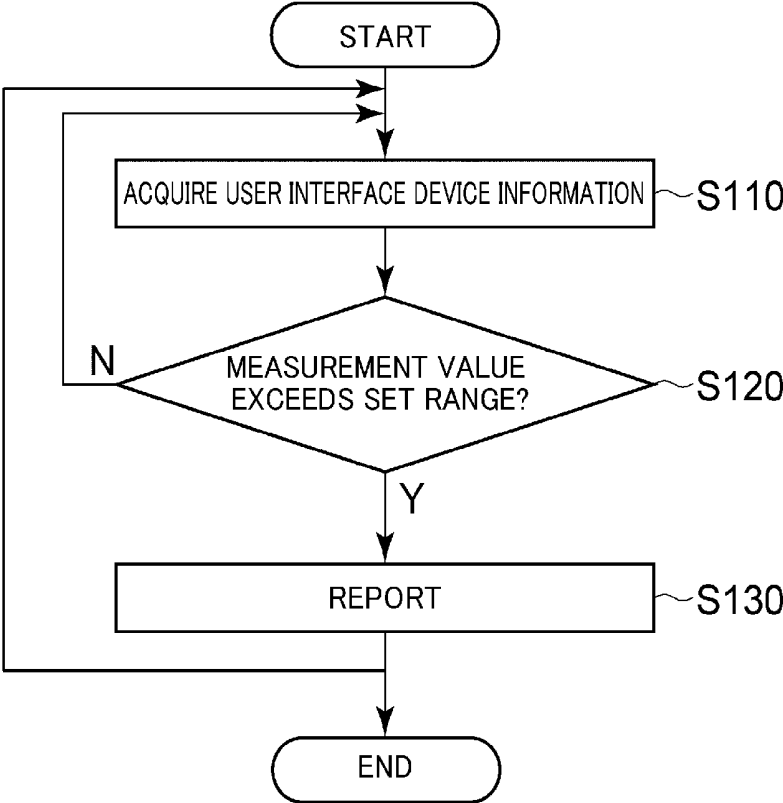 START
ACQUIRE USER INTERFACE DEVICE INFORMATION
S110
N
MEASUREMENT VALUE
EXCEEDS SET RANGE?
S120
Y
REPORT
S130
END